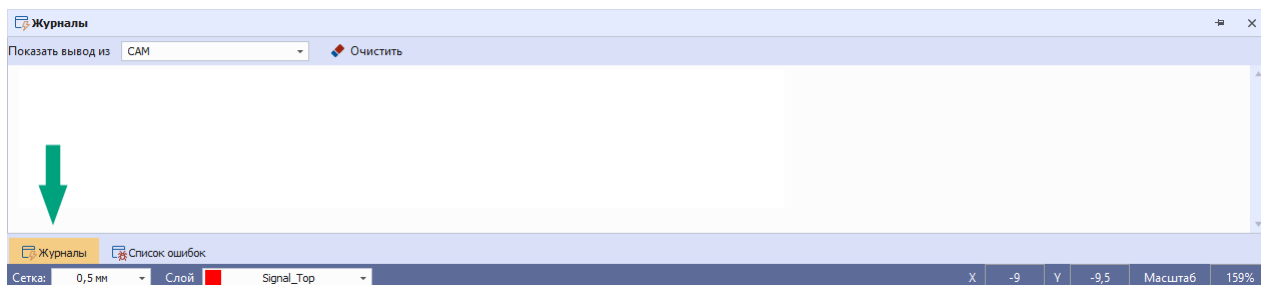 Журналы
Показать вывод из CAM Очистить
Журналы Список ошибок
Сетка: 0,5 мм Слой Signal_Top X -9 Y -9,5 Масштаб 159%